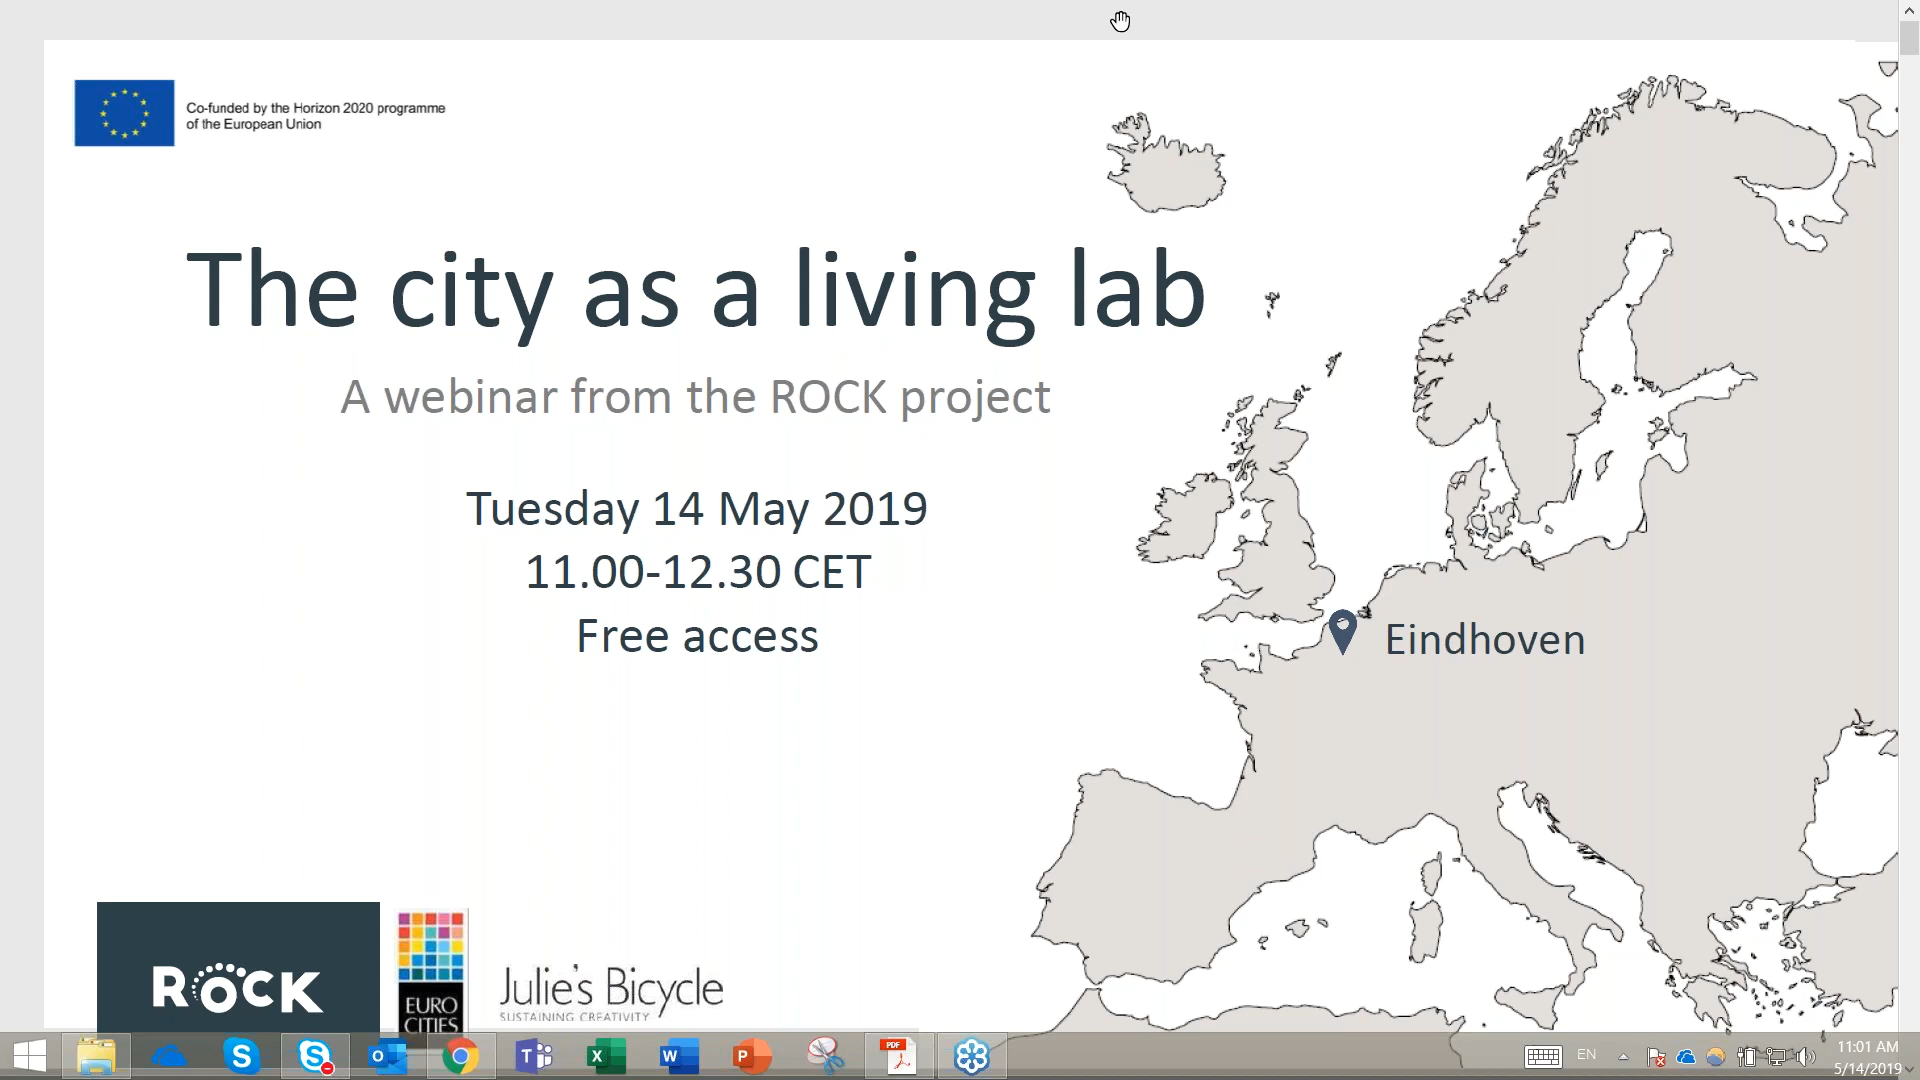 Co-funded by the Horizon 2020 programme
of the European Union
The city as a living lab
A webinar from the ROCK project
Tuesday 14 May 2019
11.00-12.30 CET
Free access
Eindhoven
ROCK
EURO
CITIES
Julie's Bicycle
SUSTAINING CREATIVITY
S
S
O
T
X
W
P
PDF
EN
11:01 AM
5/14/2019